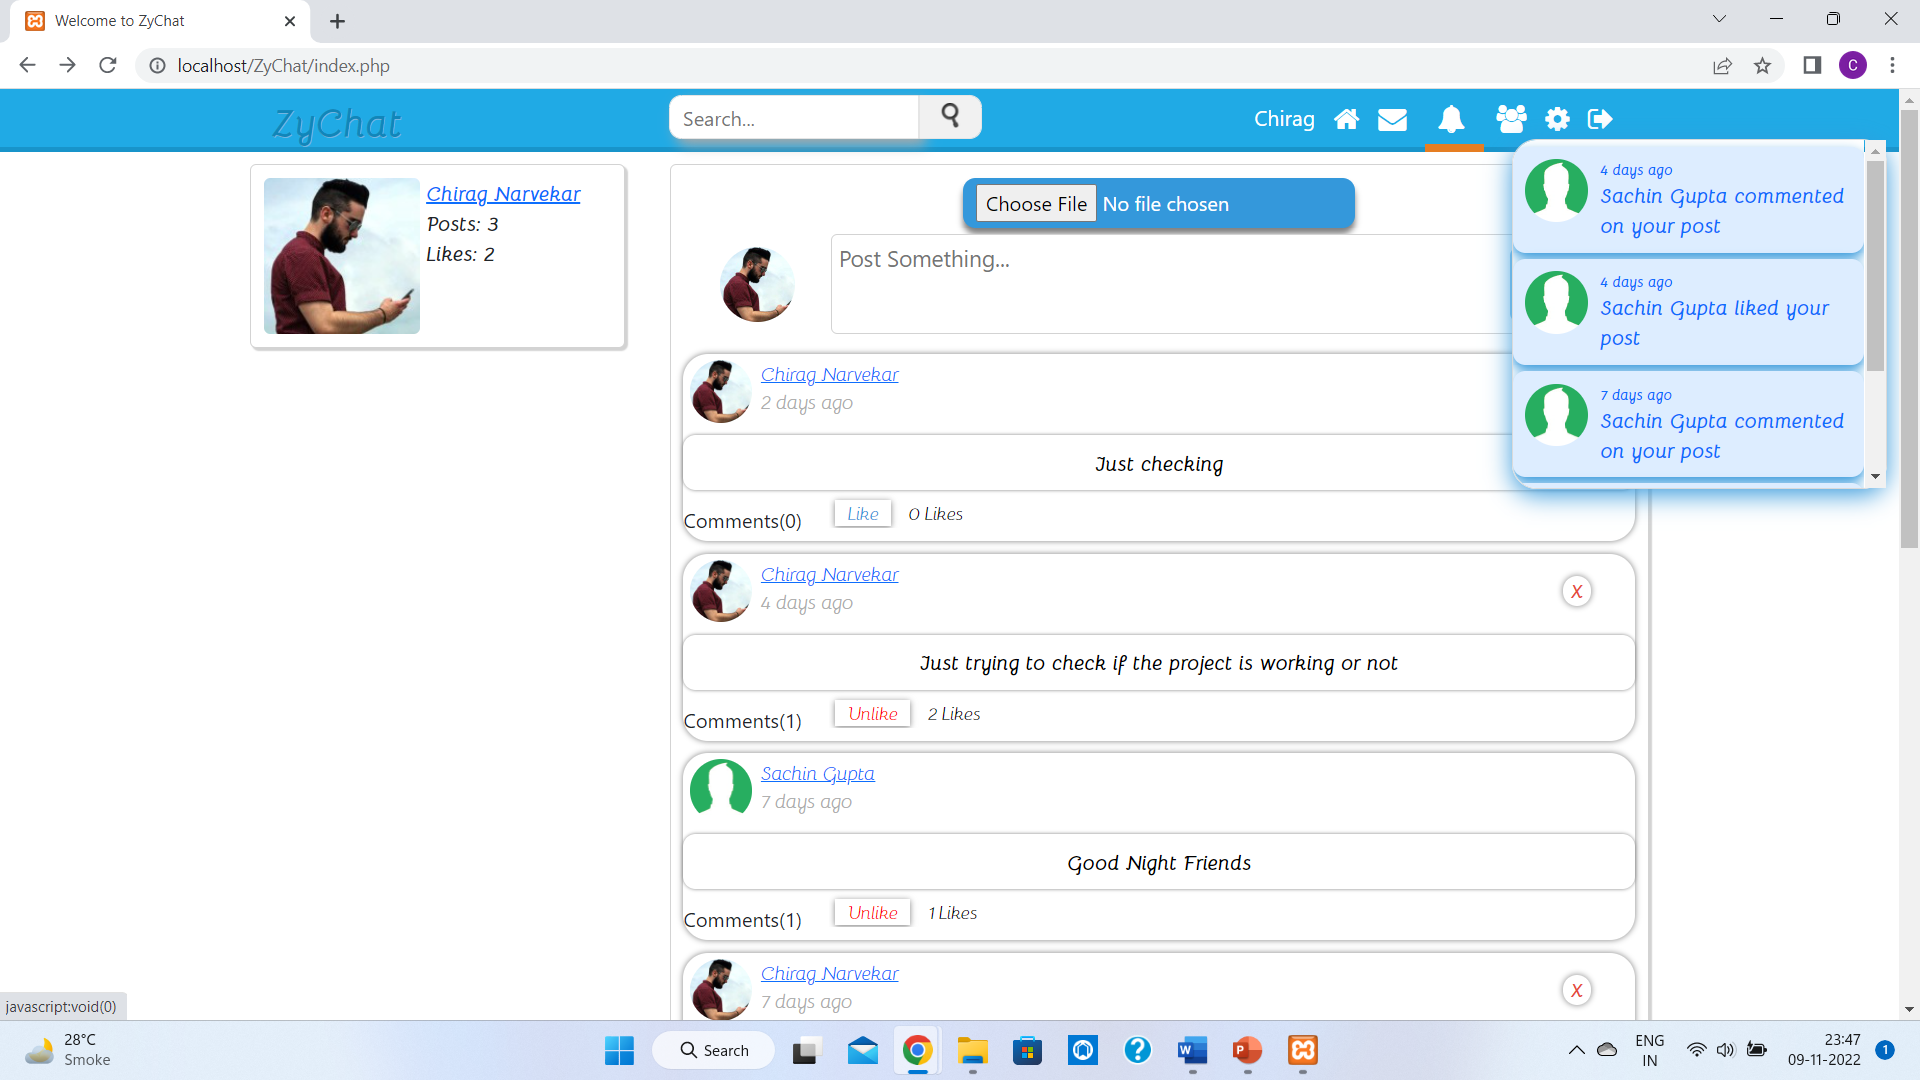 Welcome to ZyChat
localhost/ZyChat/index.php
C
ZyChat
Search...
Chirag
Chirag Narvekar
Posts: 3
Likes: 2
Choose File No file chosen
Post Something...
4 days ago
Sachin Gupta commented
on your post
4 days ago
Sachin Gupta liked your
post
7 days ago
Sachin Gupta commented
on your post
Chirag Narvekar
2 days ago
Just checking
Comments(0) Like 0 Likes
Chirag Narvekar
4 days ago
X
Just trying to check if the project is working or not
Comments(1) Unlike 2 Likes
Sachin Gupta
7 days ago
Good Night Friends
Comments(1) Unlike 1 Likes
Chirag Narvekar
7 days ago
X
javascript:void(0)
28°C
Smoke
Search
W
P
ENG
IN
23:47
09-11-2022
1